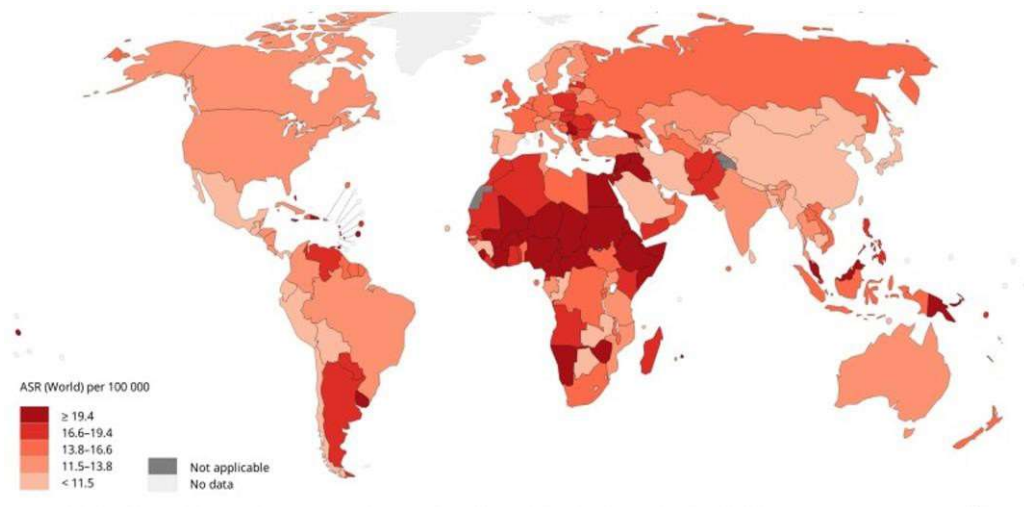 ASR (World) per 100 000
≥ 19.4
16.6–19.4
13.8–16.6
11.5–13.8
< 11.5
Not applicable
No data